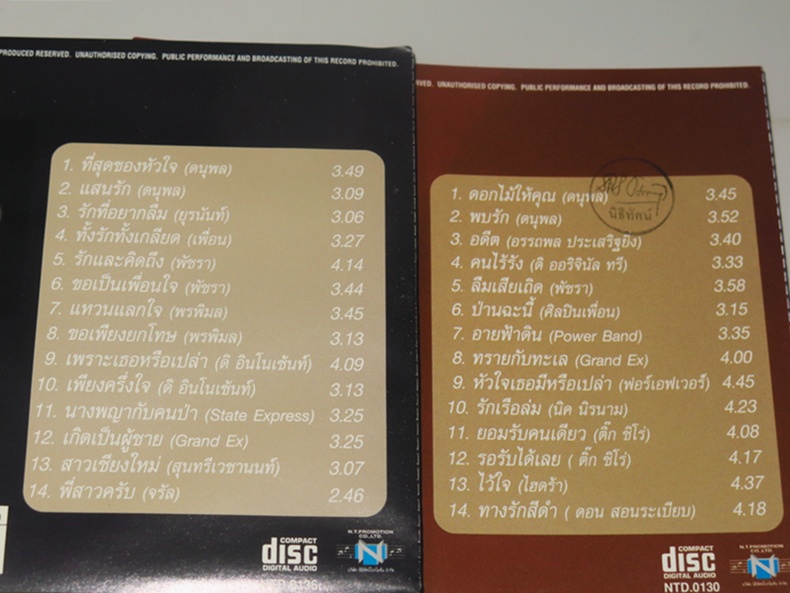 PRODUCED RESERVED. UNAUTHORISED COPYING. PUBLIC PERFORMANCE AND BROADCASTING OF THIS RECORD PROHIBITED.
1. ที่สุดของหัวใจ (ดนุพล) 3.49
2. แสนรัก (ดนุพล) 3.09
3. รักที่อยากลืม (ยุรนันท์) 3.06
4. ทั้งรักทั้งเกลียด (เพื่อน) 3.27
5. รักและคิดถึง (พัชรา) 4.14
6. ขอเป็นเพื่อนใจ (พัชรา) 3.44
7. แหวนแลกใจ (พรพิมล) 3.45
8. ขอเพียงยกโทษ (พรพิมล) 3.13
9. เพราะเธอหรือเปล่า (ดิ อินโนเซ้นท์) 4.09
10. เพียงครึ่งใจ (ดิ อินโนเซ้นท์) 3.13
11. นางพญากับคนป่า (State Express) 3.25
12. เกิดเป็นผู้ชาย (Grand Ex) 3.25
13. สาวเชียงใหม่ (สุนทรีเวชานนท์) 3.07
14. พี่สาวครับ (จรัล) 2.46
COMPACT
disc
DIGITAL AUDIO
N.T.PROMOTION
CO.,LTD.
N
RVED. UNAUTHORISED COPYING. PUBLIC PERFORMANCE AND BROADCASTING OF THIS RECORD PROHIBITED.
1. ดอกไม้ให้คุณ (ดนุพล) 3.45
2. พบรัก (ดนุพล) 3.52
นิธิทัศน์
3. อดีต (อรรถพล ประเสริฐยิ่ง) 3.40
4. คนไร้รัง (ดิ ออริจินัล ทรี) 3.33
5. ลืมเสียเถิด (พัชรา) 3.58
6. ป่านฉะนี้ (ศิลปินเพื่อน) 3.15
7. อายฟ้าดิน (Power Band) 3.35
8. ทรายกับทะเล (Grand Ex) 4.00
9. หัวใจเธอมีหรือเปล่า (ฟอร์เอฟเวอร์) 4.45
10. รักเรือล่ม (นิค นิรนาม) 4.23
11. ยอมรับคนเดียว (ติ๊ก ชิโร่) 4.08
12. รอรับได้เลย ( ติ๊ก ชิโร่) 4.17
13. ไว้ใจ (ไฮดร้า) 4.37
14. ทางรักสีดำ ( ดอน สอนระเบียบ) 4.18
COMPACT
disc
DIGITAL AUDIO
NTD.0130
N.T.PROMOTION
CO.,LTD.
N